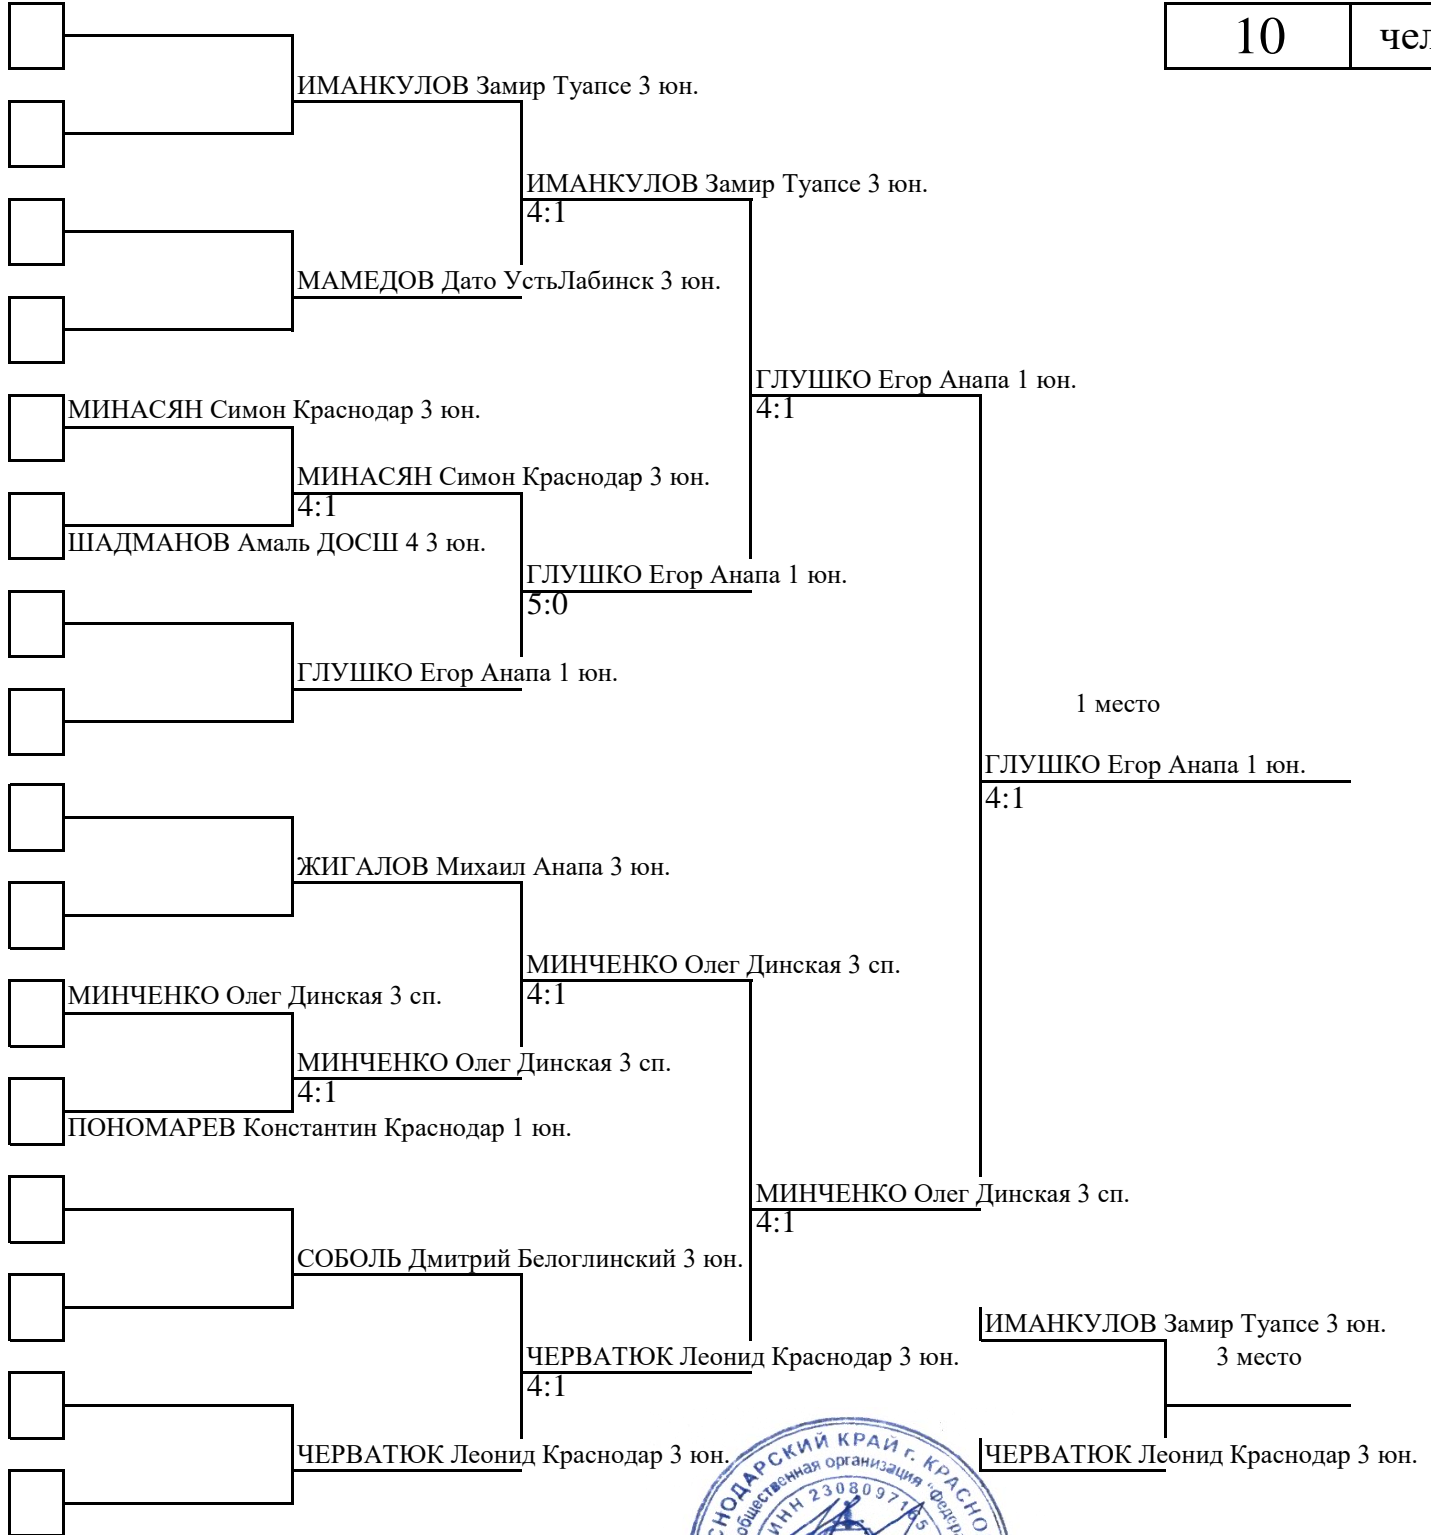 10 чел
ИМАНКУЛОВ Замир Туапсе 3 юн.
ИМАНКУЛОВ Замир Туапсе 3 юн.
4:1
МАМЕДОВ Дато УстьЛабинск 3 юн.
ГЛУШКО Егор Анапа 1 юн.
4:1
МИНАСЯН Симон Краснодар 3 юн.
МИНАСЯН Симон Краснодар 3 юн.
4:1
ШАДМАНОВ Амаль ДОСШ 4 3 юн.
ГЛУШКО Егор Анапа 1 юн.
5:0
ГЛУШКО Егор Анапа 1 юн.
1 место
ГЛУШКО Егор Анапа 1 юн.
4:1
ЖИГАЛОВ Михаил Анапа 3 юн.
МИНЧЕНКО Олег Динская 3 сп.
4:1
МИНЧЕНКО Олег Динская 3 сп.
МИНЧЕНКО Олег Динская 3 сп.
4:1
ПОНОМАРЕВ Константин Краснодар 1 юн.
МИНЧЕНКО Олег Динская 3 сп.
4:1
СОБОЛЬ Дмитрий Белоглинский 3 юн.
ИМАНКУЛОВ Замир Туапсе 3 юн.
ЧЕРВАТЮК Леонид Краснодар 3 юн.
3 место
4:1
ЧЕРВАТЮК Леонид Краснодар 3 юн.
ЧЕРВАТЮК Леонид Краснодар 3 юн.
СНОДАРСКИЙ КРАЙ г. КРАСНО
общественная организация "Федера
ИНН 2308097165